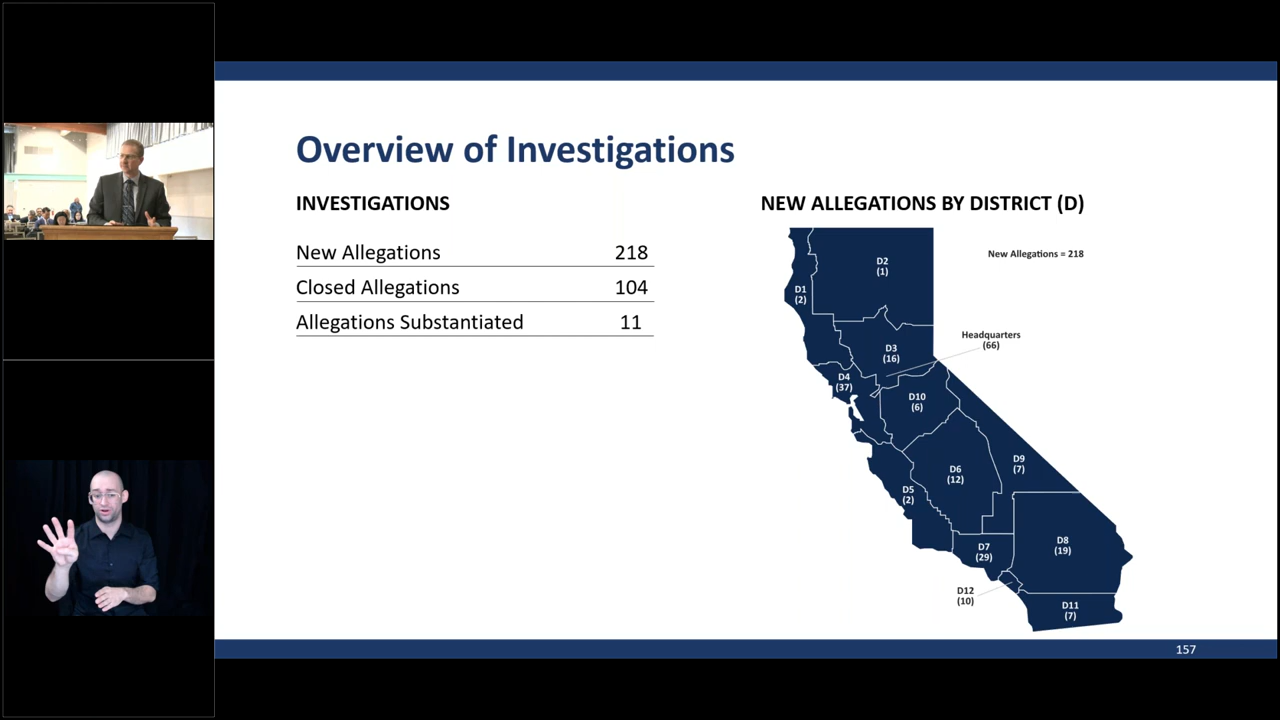 Overview of Investigations
INVESTIGATIONS
New Allegations 218
Closed Allegations 104
Allegations Substantiated 11
NEW ALLEGATIONS BY DISTRICT (D)
New Allegations = 218
D2
(1)
D1
(2)
Headquarters
(66)
D3
(16)
D4
(37)
D10
(6)
D9
(7)
D6
(12)
D5
(2)
D8
(19)
D7
(29)
D12
(10)
D11
(7)
157